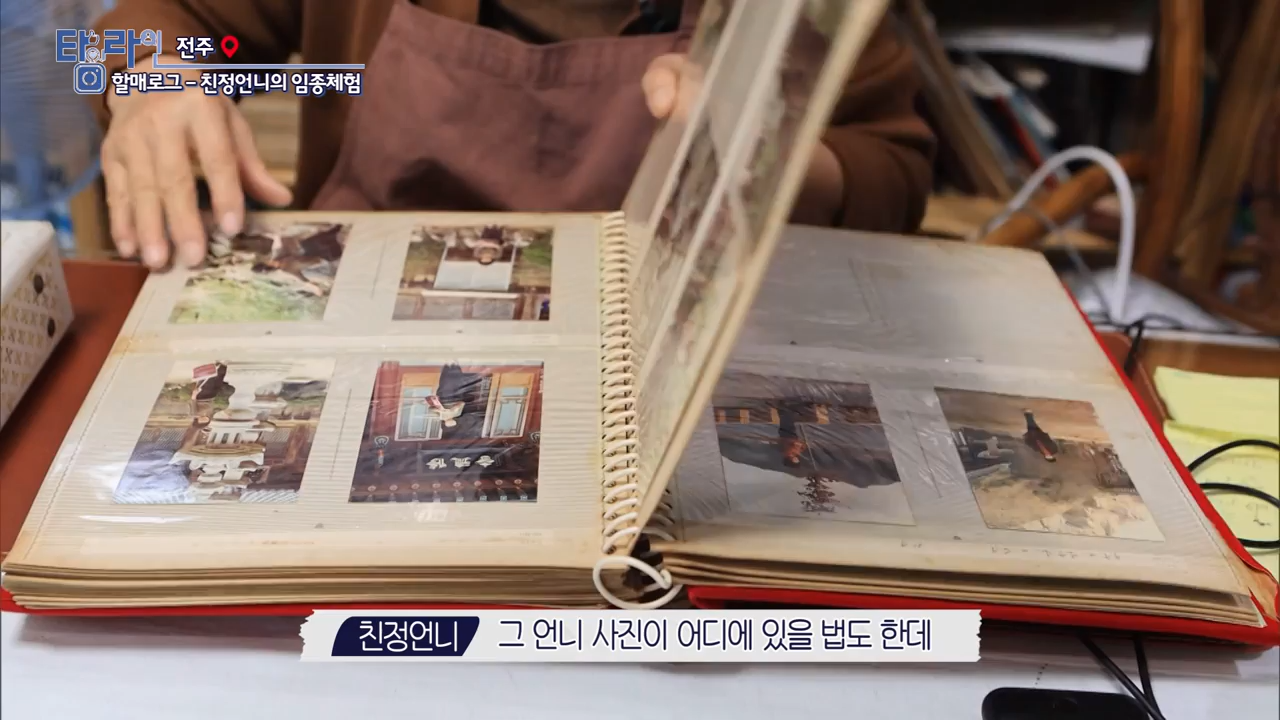 타라의 전주
할매로그 – 친정언니의 임종체험
친정언니 그 언니 사진이 어디에 있을 법도 한데